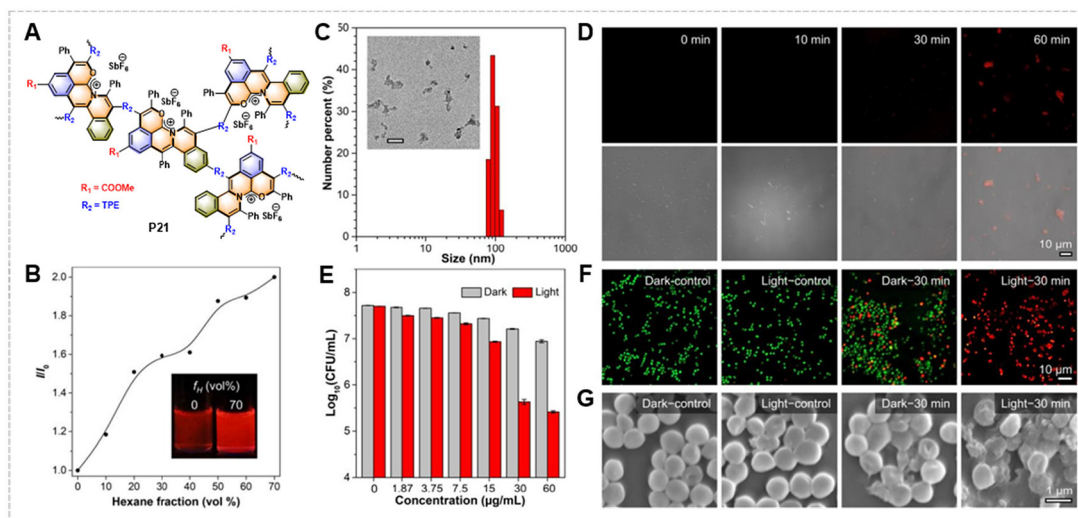 A
Ph
R2
SbF6
⊖
R1
O
N
⊕
Ph
Ph
R2
R2
SbF6
⊖
Ph
O
N
⊕
Ph
R1
Ph
R1
R2
Ph
O
N
⊕
SbF6
⊖
R2
Ph
R2
R1
R2
Ph
N
O
⊕
Ph
SbF6
⊖
R2
R1 = COOMe
R2 = TPE
P21
B
I/I0
2.0
1.8
1.6
1.4
1.2
1.0
fH (vol%)
0 70
0 10 20 30 40 50 60 70
Hexane fraction (vol %)
C
Number percent (%)
50
40
30
20
10
0
1 10 100 1000
Size (nm)
D
0 min 10 min 30 min 60 min
10 μm
E
Dark Light
Log10(CFU/mL)
8
7
6
5
4
0 1.87 3.75 7.5 15 30 60
Concentration (μg/mL)
F
Dark-control Light-control Dark-30 min Light-30 min
10 μm
G
Dark-control Light-control Dark-30 min Light-30 min
1 μm